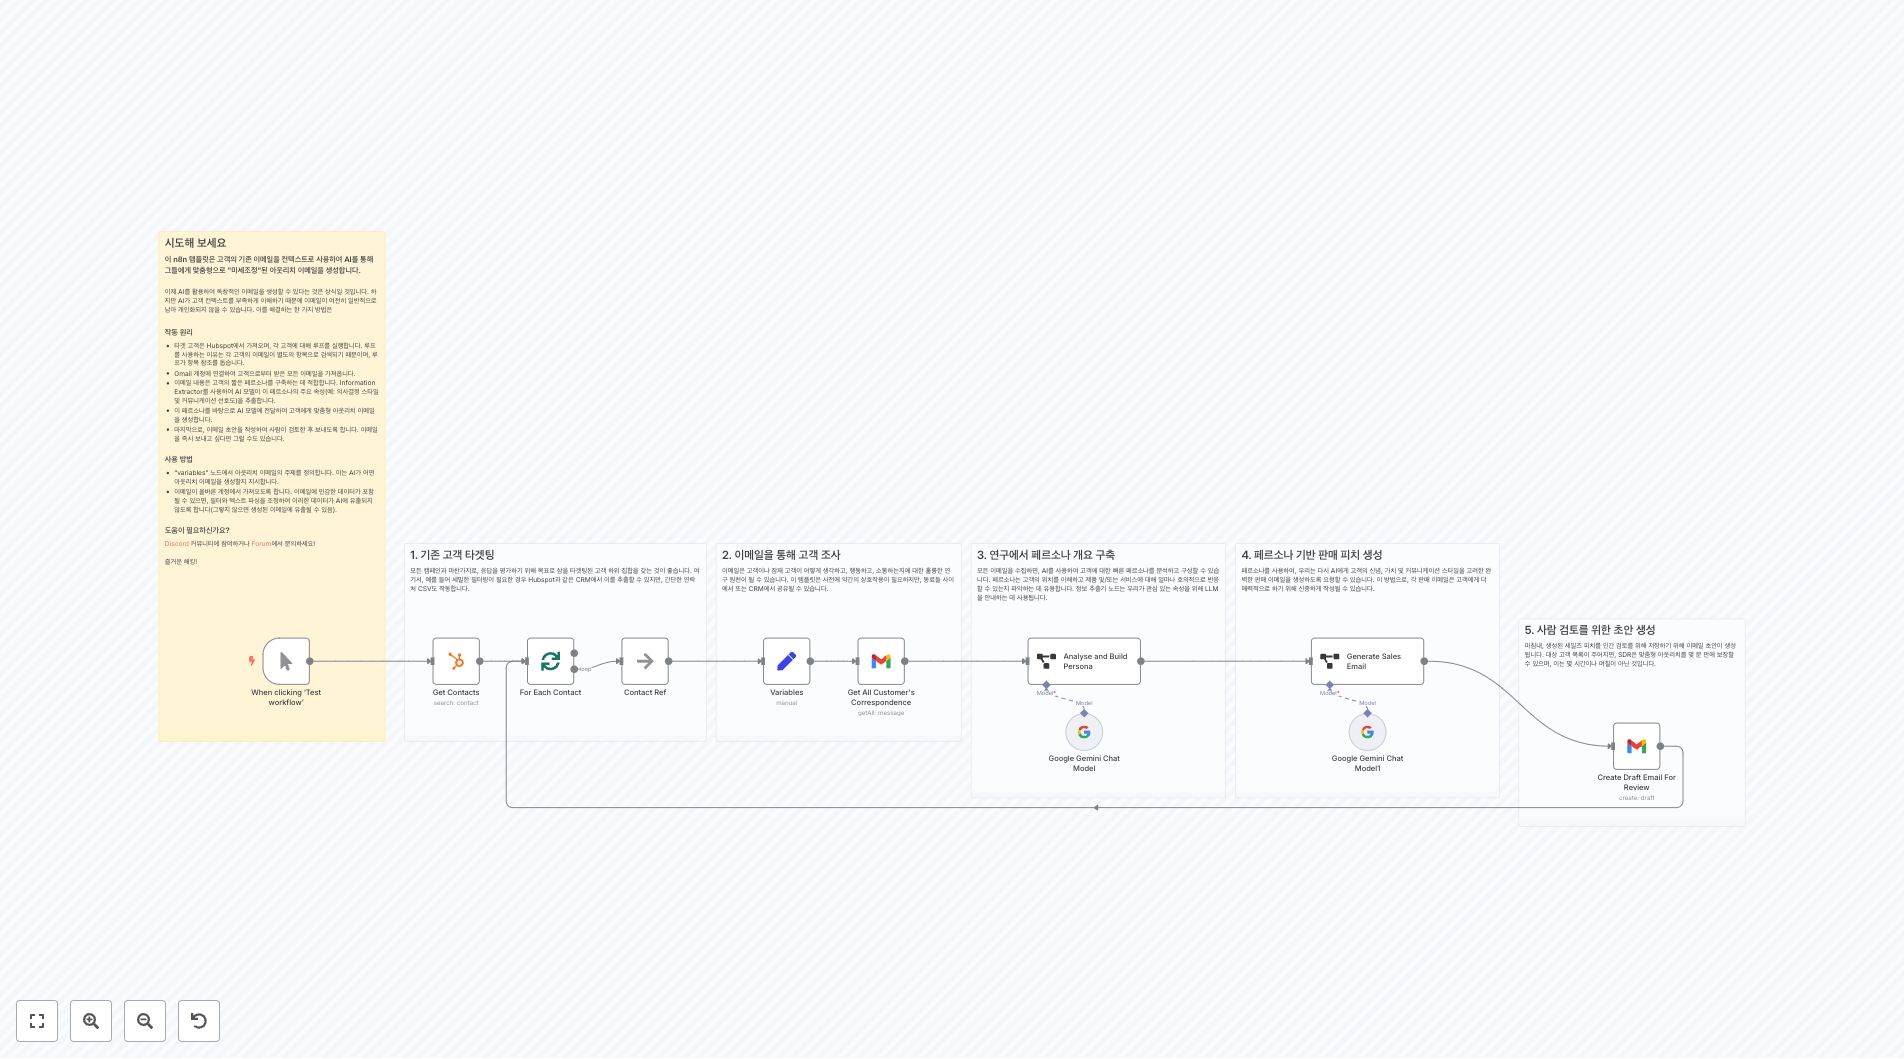 시도해 보세요
이 n8n 템플릿은 고객의 기존 이메일을 컨텍스트로 사용하여 AI를 통해
그들에게 맞춤형으로 "미세조정"된 아웃리치 이메일을 생성합니다.
이제 AI를 활용하여 독창적인 이메일을 생성할 수 있다는 것은 상식일 것입니다. 하
지만 AI가 고객 컨텍스트를 부족하게 이해하기 때문에 이메일이 여전히 일반적으로
남아 개인화되지 않을 수 있습니다. 이를 해결하는 한 가지 방법은
작동 원리
• 타겟 고객은 Hubspot에서 가져오며, 각 고객에 대해 루프를 실행합니다. 루프
를 사용하는 이유는 각 고객의 이메일이 별도의 항목으로 검색되기 때문이며, 루
프가 항목 참조를 돕습니다.
• Gmail 계정에 연결하여 고객으로부터 받은 모든 이메일을 가져옵니다.
• 이메일 내용은 고객의 짧은 페르소나를 구축하는 데 적합합니다. Information
Extractor를 사용하여 AI 모델이 이 페르소나의 주요 속성(예: 의사결정 스타일
및 커뮤니케이션 선호도)을 추출합니다.
• 이 페르소나를 바탕으로 AI 모델에 전달하여 고객에게 맞춤형 아웃리치 이메일
을 생성합니다.
• 마지막으로, 이메일 초안을 작성하여 사람이 검토한 후 보내도록 합니다. 이메일
을 즉시 보내고 싶다면 그럴 수도 있습니다.
사용 방법
• "variables" 노드에서 아웃리치 이메일의 주제를 정의합니다. 이는 AI가 어떤
아웃리치 이메일을 생성할지 지시합니다.
• 이메일이 올바른 계정에서 가져오도록 합니다. 이메일에 민감한 데이터가 포함
될 수 있으면, 필터와 텍스트 파싱을 조정하여 이러한 데이터가 AI에 유출되지
않도록 합니다(그렇지 않으면 생성된 이메일에 유출될 수 있음).
도움이 필요하신가요?
Discord 커뮤니티에 참여하거나 Forum에서 문의하세요!
즐거운 해킹!
When clicking 'Test
workflow'
1. 기존 고객 타겟팅
모든 캠페인과 마찬가지로, 응답을 평가하기 위해 목표로 삼을 타겟팅된 고객 하위 집합을 갖는 것이 좋습니다. 여
기서, 예를 들어 세밀한 필터링이 필요한 경우 Hubspot과 같은 CRM에서 이를 추출할 수 있지만, 간단한 연락
처 CSV도 작동합니다.
Get Contacts
search: contact
For Each Contact
loop
Contact Ref
2. 이메일을 통해 고객 조사
이메일은 고객이나 잠재 고객이 어떻게 생각하고, 행동하고, 소통하는지에 대한 훌륭한 연
구 원천이 될 수 있습니다. 이 템플릿은 사전에 약간의 상호작용이 필요하지만, 동료들 사이
에서 또는 CRM에서 공유될 수 있습니다.
Variables
manual
Get All Customer's
Correspondence
getAll: message
3. 연구에서 페르소나 개요 구축
모든 이메일을 수집하면, AI를 사용하여 고객에 대한 빠른 페르소나를 분석하고 구성할 수 있습
니다. 페르소나는 고객의 위치를 이해하고 제품 및/또는 서비스에 대해 얼마나 호의적으로 반응
할 수 있는지 파악하는 데 유용합니다. 정보 추출기 노드는 우리가 관심 있는 속성을 위해 LLM
을 안내하는 데 사용됩니다.
Analyse and Build
Persona
Model*
Model
Google Gemini Chat
Model
4. 페르소나 기반 판매 피치 생성
페르소나를 사용하여, 우리는 다시 AI에게 고객의 신념, 가치 및 커뮤니케이션 스타일을 고려한 완
벽한 판매 이메일을 생성하도록 요청할 수 있습니다. 이 방법으로, 각 판매 이메일은 고객에게 더
매력적으로 하기 위해 신중하게 작성될 수 있습니다.
Generate Sales
Email
Model*
Model
Google Gemini Chat
Model1
5. 사람 검토를 위한 초안 생성
마침내, 생성된 세일즈 피치를 인간 검토를 위해 저장하기 위해 이메일 초안이 생성
됩니다. 대상 고객 목록이 주어지면, SDR은 맞춤형 아웃리치를 몇 분 만에 보장할
수 있으며, 이는 몇 시간이나 며칠이 아닌 것입니다.
Create Draft Email For
Review
create: draft